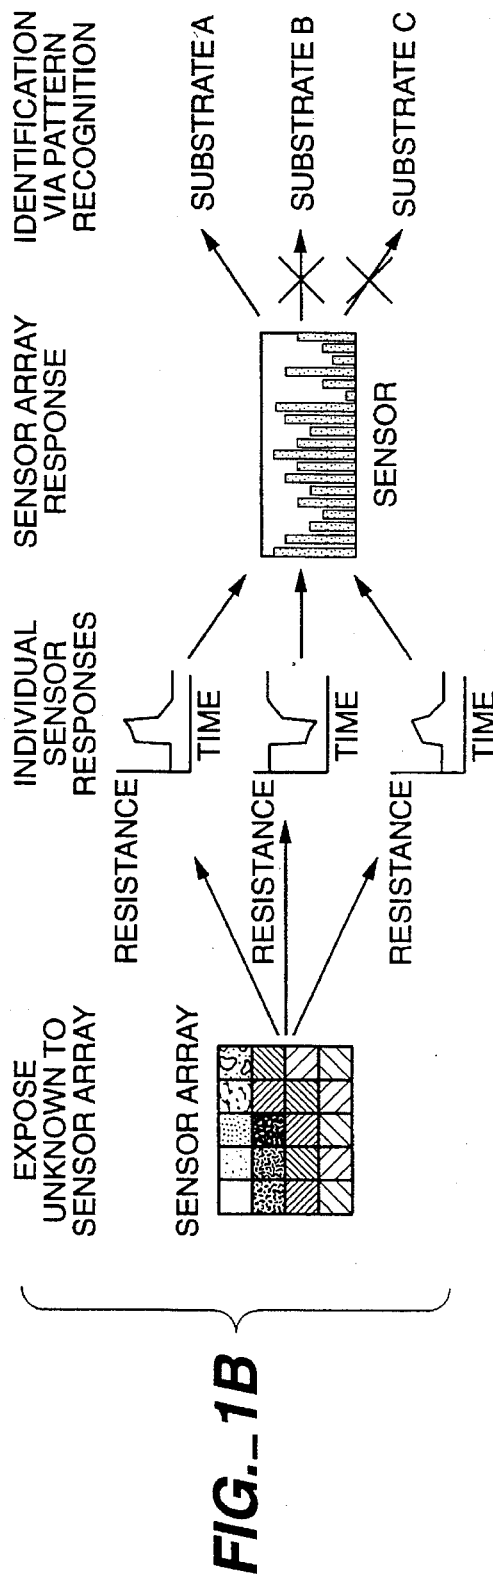 EXPOSE
UNKNOWN TO
SENSOR ARRAY
INDIVIDUAL
SENSOR
RESPONSES
SENSOR ARRAY
RESPONSE
IDENTIFICATION
VIA PATTERN
RECOGNITION
SENSOR ARRAY
RESISTANCE
TIME
RESISTANCE
TIME
RESISTANCE
TIME
SENSOR
SUBSTRATE A
SUBSTRATE B
SUBSTRATE C
FIG._1B